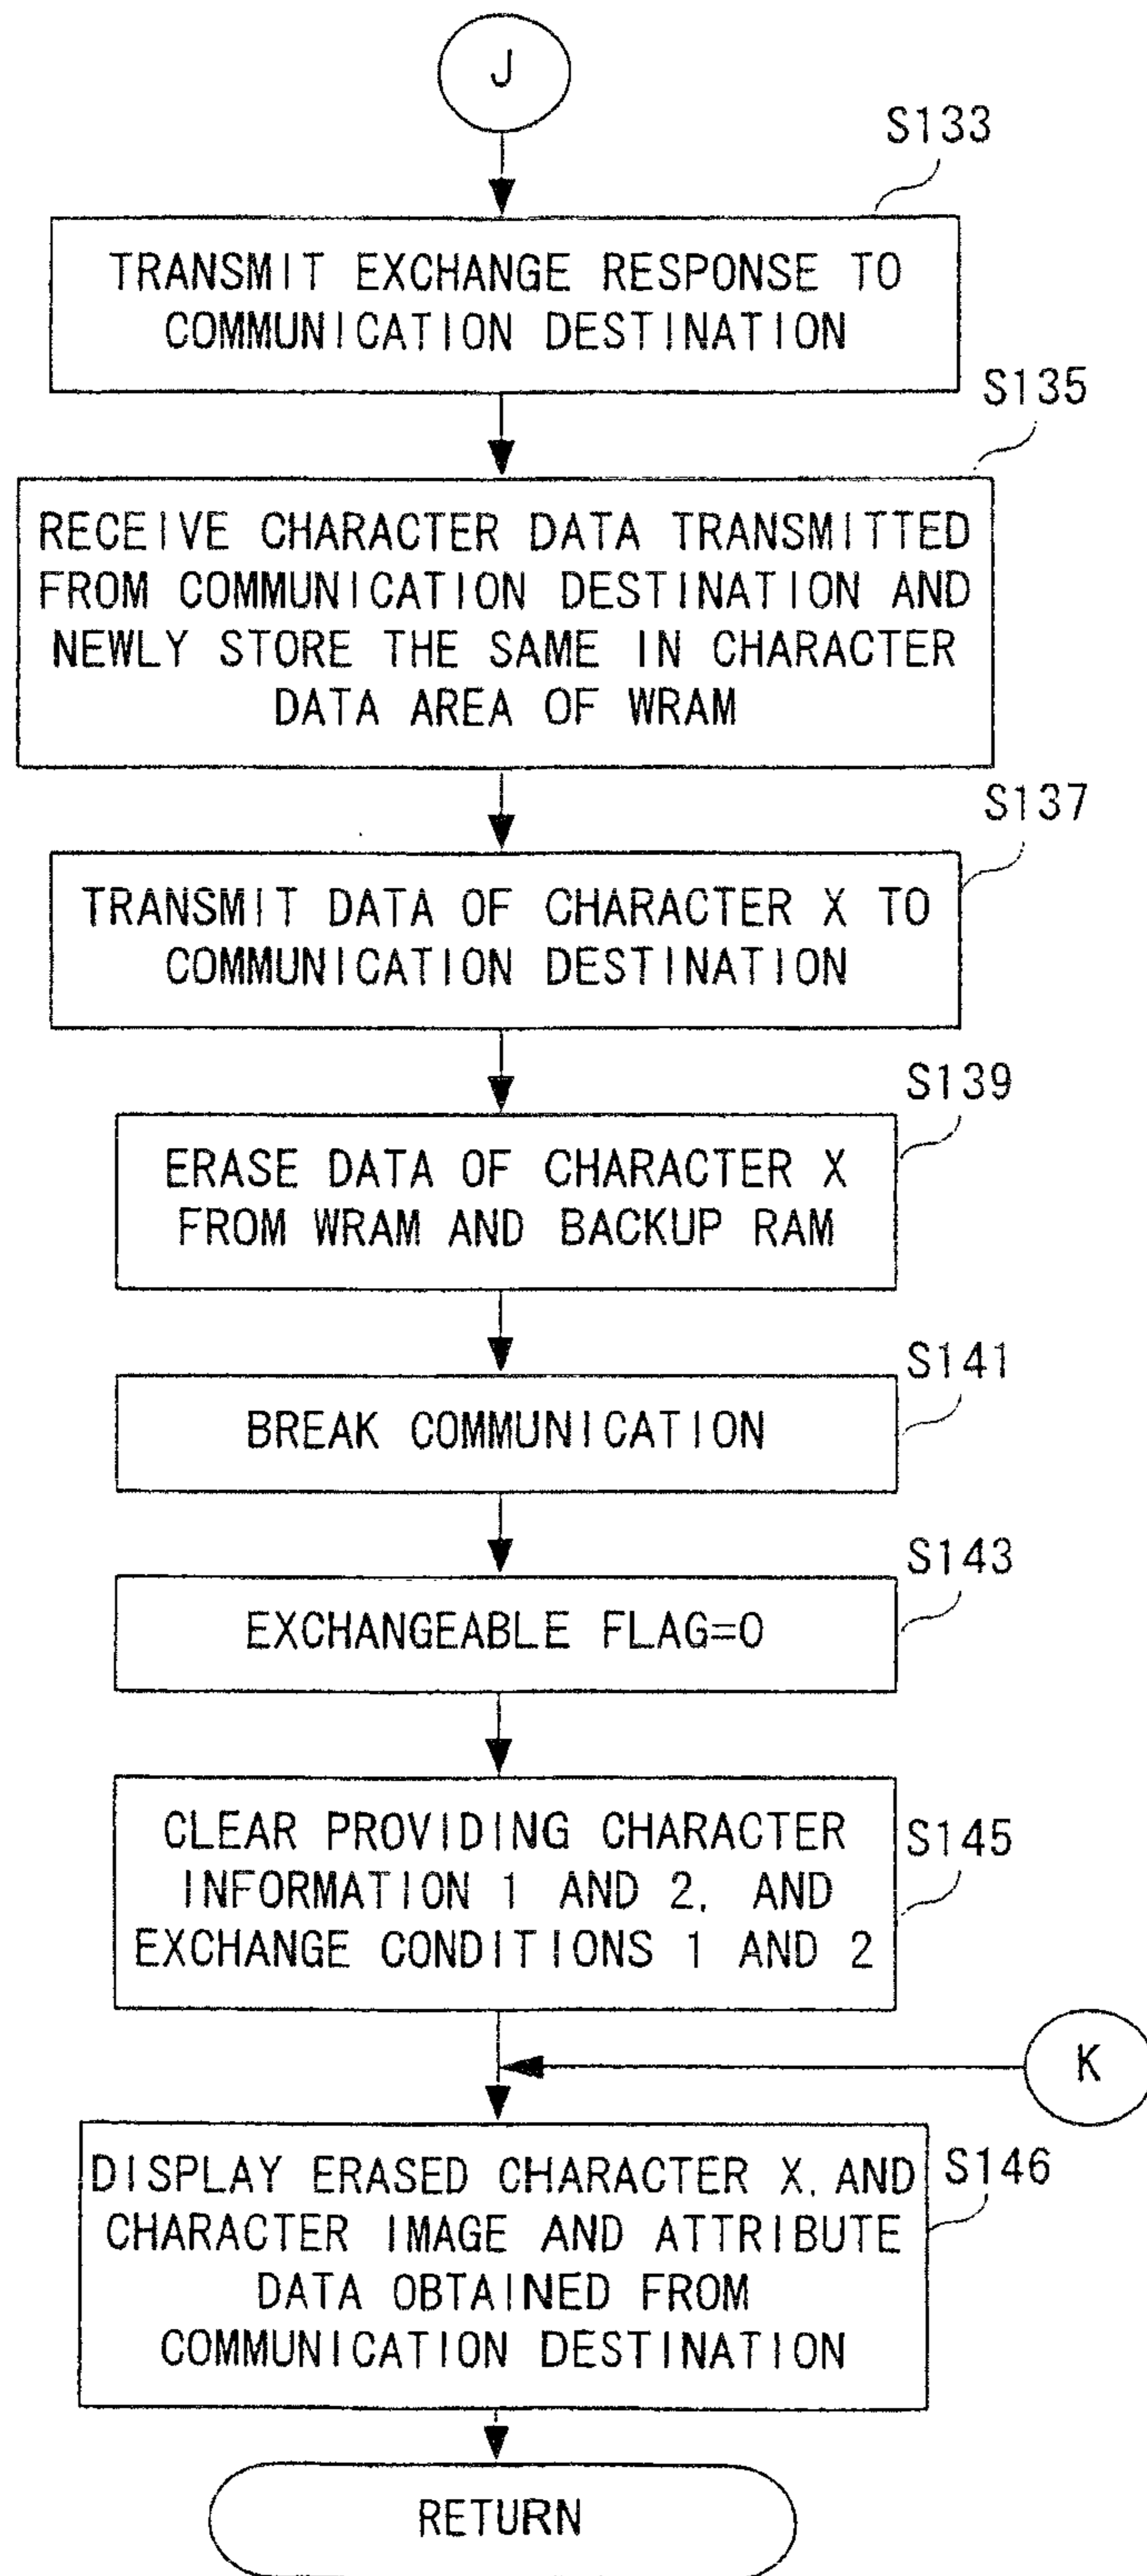 J
S133
TRANSMIT EXCHANGE RESPONSE TO
COMMUNICATION DESTINATION
S135
RECEIVE CHARACTER DATA TRANSMITTED
FROM COMMUNICATION DESTINATION AND
NEWLY STORE THE SAME IN CHARACTER
DATA AREA OF WRAM
S137
TRANSMIT DATA OF CHARACTER X TO
COMMUNICATION DESTINATION
S139
ERASE DATA OF CHARACTER X
FROM WRAM AND BACKUP RAM
S141
BREAK COMMUNICATION
S143
EXCHANGEABLE FLAG=0
S145
CLEAR PROVIDING CHARACTER
INFORMATION 1 AND 2, AND
EXCHANGE CONDITIONS 1 AND 2
K
S146
DISPLAY ERASED CHARACTER X, AND
CHARACTER IMAGE AND ATTRIBUTE
DATA OBTAINED FROM
COMMUNICATION DESTINATION
RETURN